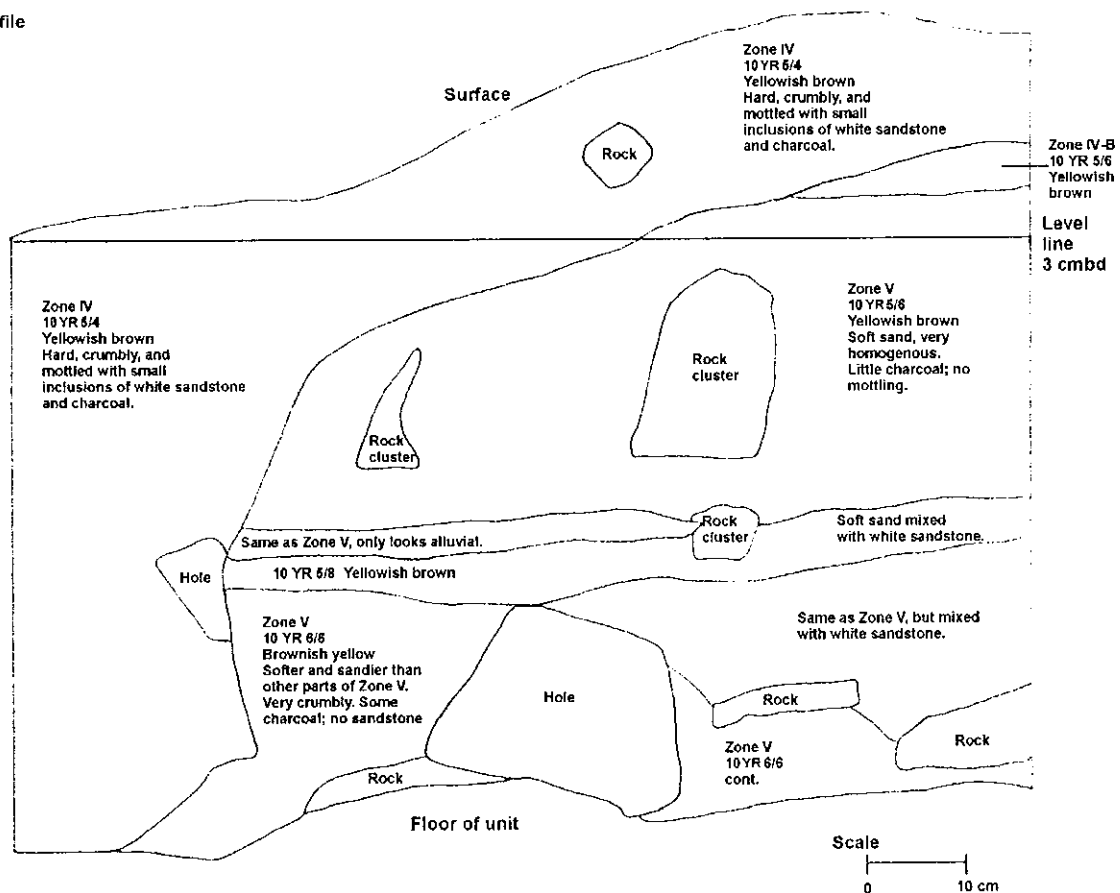 file
Zone IV
10 YR 5/4
Yellowish brown
Hard, crumbly, and
mottled with small
inclusions of white sandstone
and charcoal.
Surface
Rock
Zone IV-B
10 YR 5/6
Yellowish
brown
Level
line
3 cmbd
Zone IV
10 YR 5/4
Yellowish brown
Hard, crumbly, and
mottled with small
inclusions of white sandstone
and charcoal.
Zone V
10 YR 5/6
Yellowish brown
Soft sand, very
homogenous.
Little charcoal; no
mottling.
Rock
cluster
Rock
cluster
Rock
cluster
Same as Zone V, only looks alluvial.
Soft sand mixed
with white sandstone.
Hole
10 YR 5/8 Yellowish brown
Zone V
10 YR 6/6
Brownish yellow
Softer and sandier than
other parts of Zone V.
Very crumbly. Some
charcoal; no sandstone
Same as Zone V, but mixed
with white sandstone.
Hole
Rock
Rock
Zone V
10 YR 6/6
cont.
Rock
Floor of unit
Scale
0 10 cm